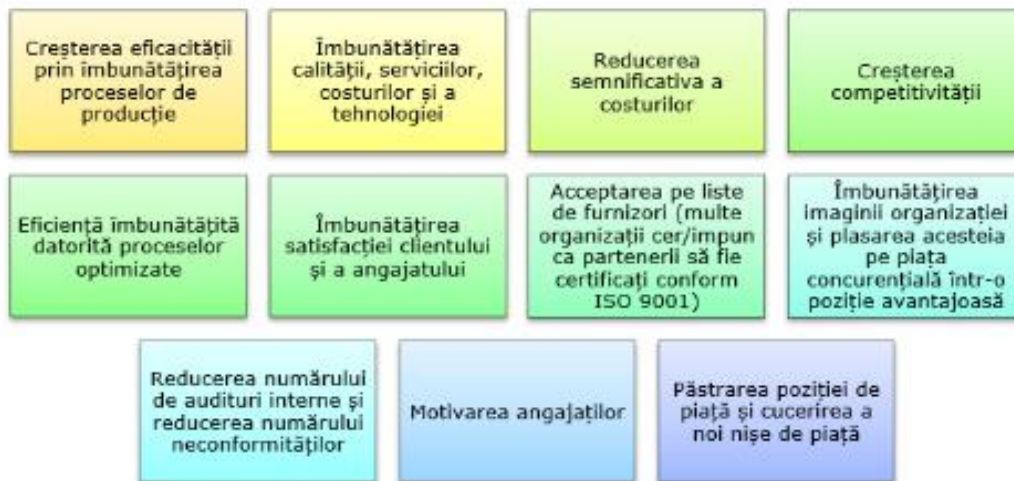 Creșterea eficacității
prin îmbunătățirea
proceselor de
producție
Îmbunătățirea
calității, serviciilor,
costurilor și a
tehnologiei
Reducerea
semnificativa a
costurilor
Creșterea
competitivității
Eficiență îmbunătățită
datorită proceselor
optimizate
Îmbunătățirea
satisfacției clientului
și a angajatului
Acceptarea pe liste
de furnizori (multe
organizații cer/impun
ca partenerii să fie
certificați conform
ISO 9001)
Îmbunătățirea
imaginii organizației
și plasarea acesteia
pe piața
concurențială într-o
poziție avantajoasă
Reducerea numărului
de audituri interne și
reducerea numărului
neconformităților
Motivarea angajaților
Păstrarea poziției de
piață și cucerirea a
noi nișe de piață